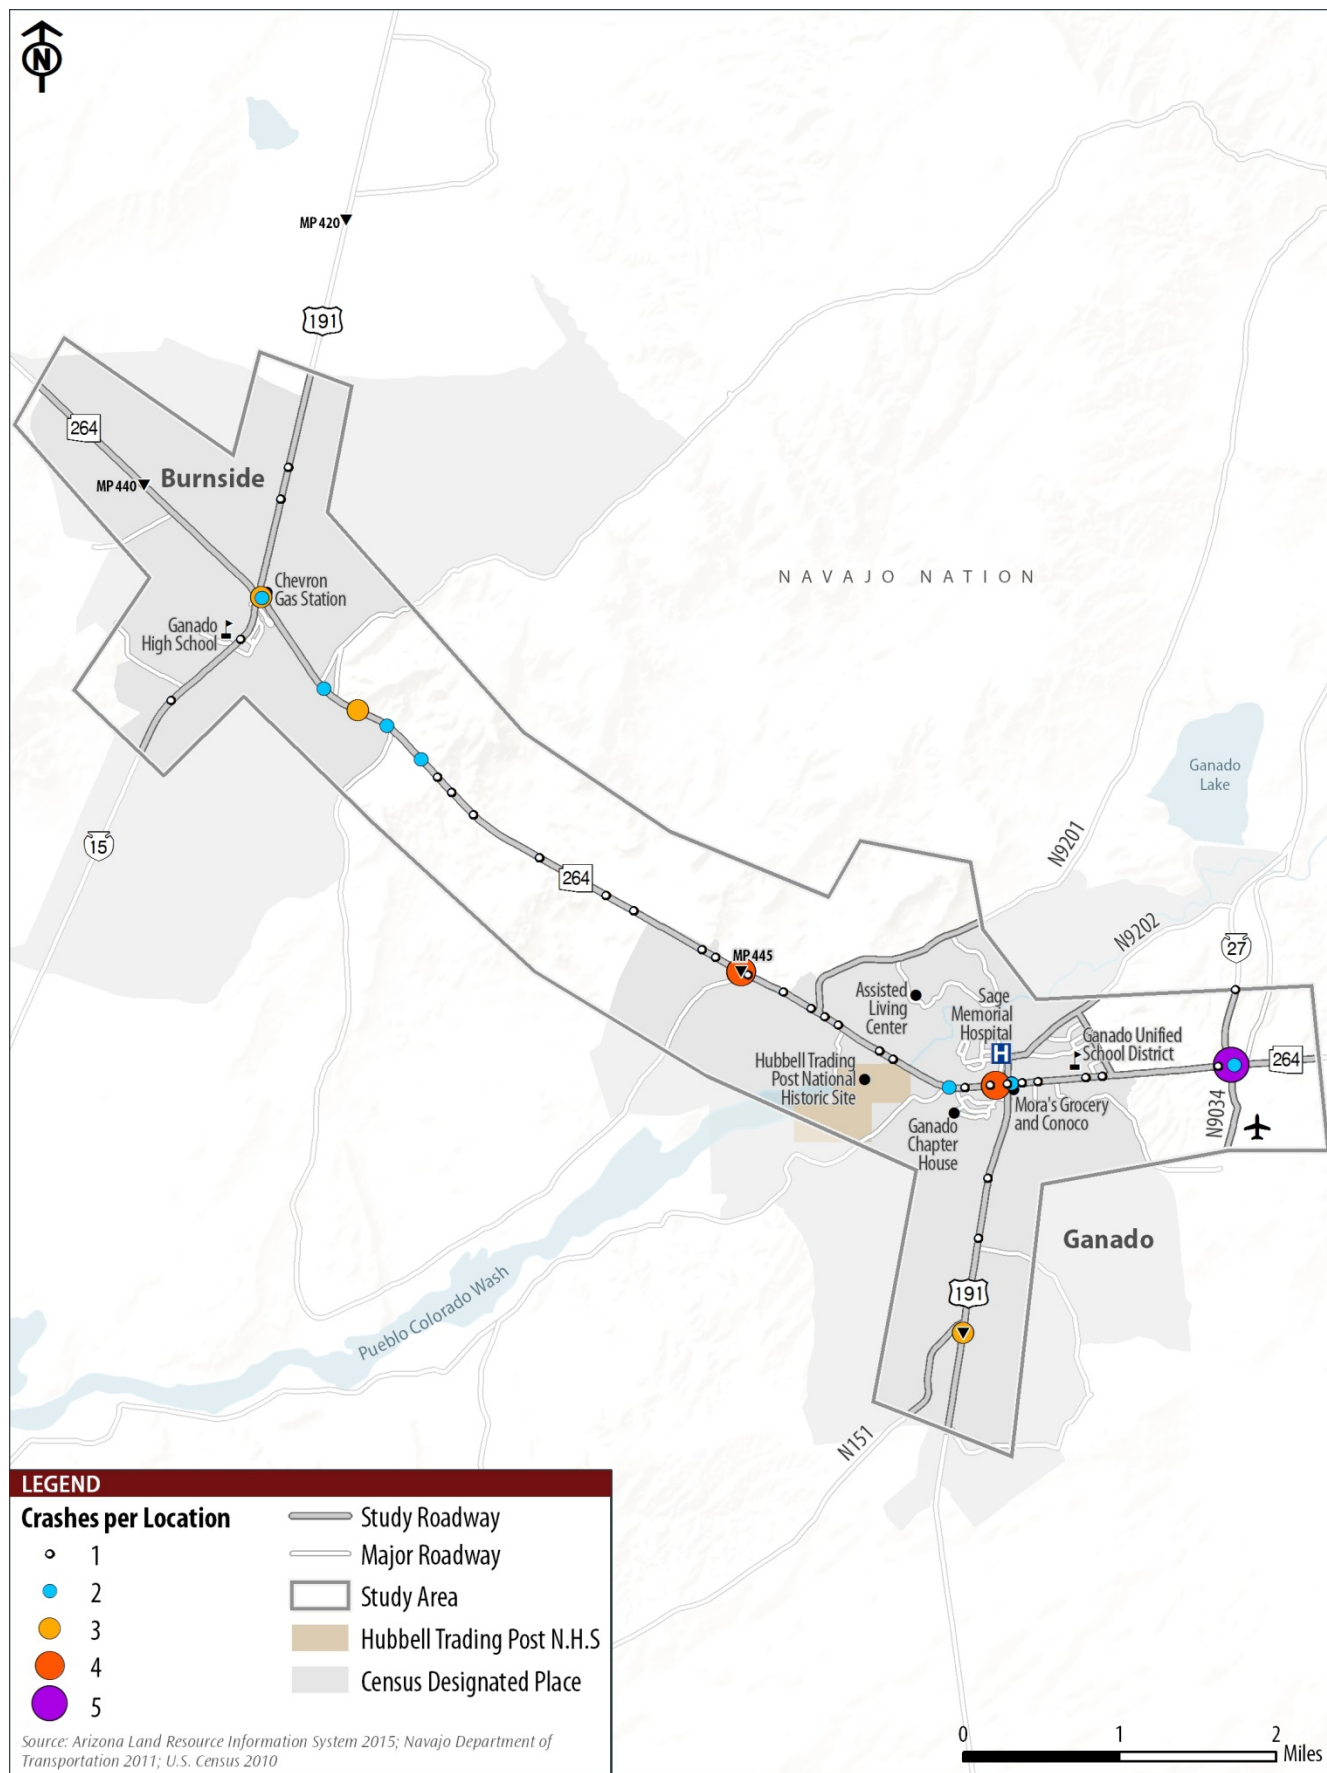 N
MP 420
191
264
Burnside
MP 440
Chevron
Gas Station
Ganado
High School
NAVAJO NATION
15
264
MP 445
Ganado
Lake
N9201
N9202
27
Assisted
Living
Center
Sage
Memorial
Hospital
H
Ganado Unified
School District
264
Hubbell Trading
Post National
Historic Site
Ganado
Chapter
House
Mora's Grocery
and Conoco
N9034
Ganado
191
Pueblo Colorado Wash
N151
LEGEND
Crashes per Location
1
2
3
4
5
Study Roadway
Major Roadway
Study Area
Hubbell Trading Post N.H.S
Census Designated Place
Source: Arizona Land Resource Information System 2015; Navajo Department of
Transportation 2011; U.S. Census 2010
0 1 2
Miles